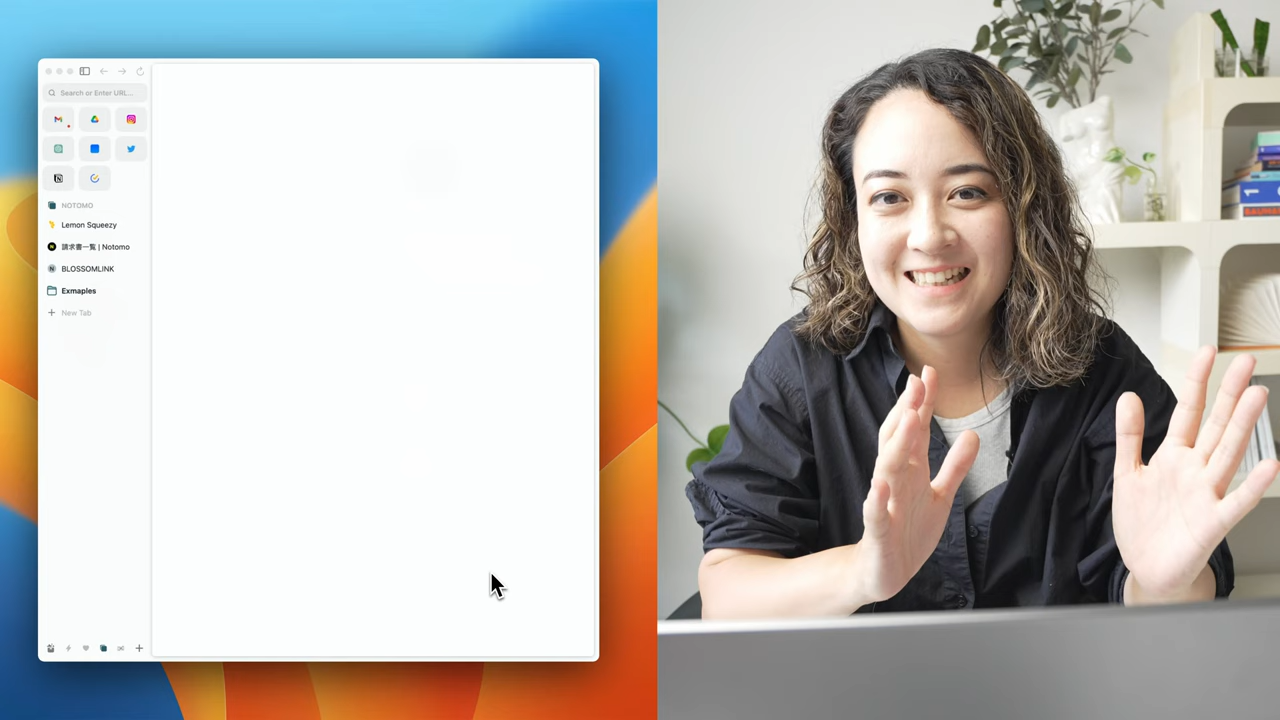 Search or Enter URL...
NOTOMO
Lemon Squeezy
請求書一覧 | Notomo
BLOSSOMLINK
Exmaples
New Tab